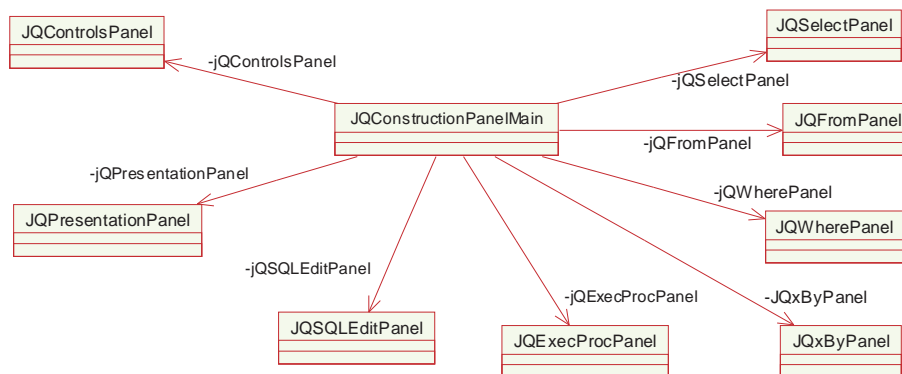 JQControlsPanel
JQSelectPanel
-jQControlsPanel
-jQSelectPanel
JQConstructionPanelMain
JQFromPanel
-jQFromPanel
-jQPresentationPanel
-jQWherePanel
JQPresentationPanel
JQWherePanel
-jQSQLEditPanel
-jQExecProcPanel
-JQxByPanel
JQSQLEditPanel
JQExecProcPanel
JQxByPanel